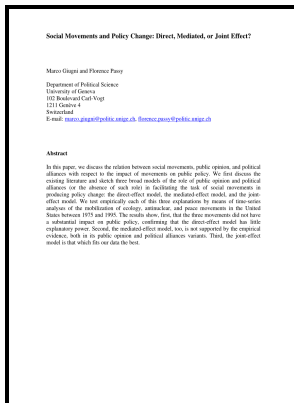 Social Movements and Policy Change: Direct, Mediated, or Joint Effect?
Marco Giugni and Florence Passy
Department of Political Science
University of Geneva
102 Boulevard Carl-Vogt
1211 Genève 4
Switzerland
E-mail: marco.giugni@politic.unige.ch, florence.passy@politic.unige.ch
Abstract
In this paper, we discuss the relation between social movements, public opinion, and political
alliances with respect to the impact of movements on public policy. We first discuss the
existing literature and sketch three broad models of the role of public opinion and political
alliances (or the absence of such role) in facilitating the task of social movements in
producing policy change: the direct-effect model, the mediated-effect model, and the joint-
effect model. We test empirically each of this three explanations by means of time-series
analyses of the mobilization of ecology, antinuclear, and peace movements in the United
States between 1975 and 1995. The results show, first, that the three movements did not have
a substantial impact on public policy, confirming that the direct-effect model has little
explanatory power. Second, the mediated-effect model, too, is not supported by the empirical
evidence, both in its public opinion and political alliances variants. Third, the joint-effect
model is that which fits our data the best.